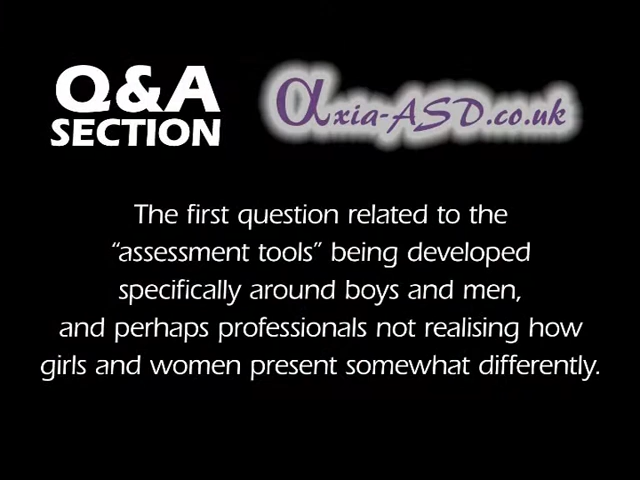 Q&A
SECTION
αxia-ASD.co.uk
The first question related to the
“assessment tools” being developed
specifically around boys and men,
and perhaps professionals not realising how
girls and women present somewhat differently.